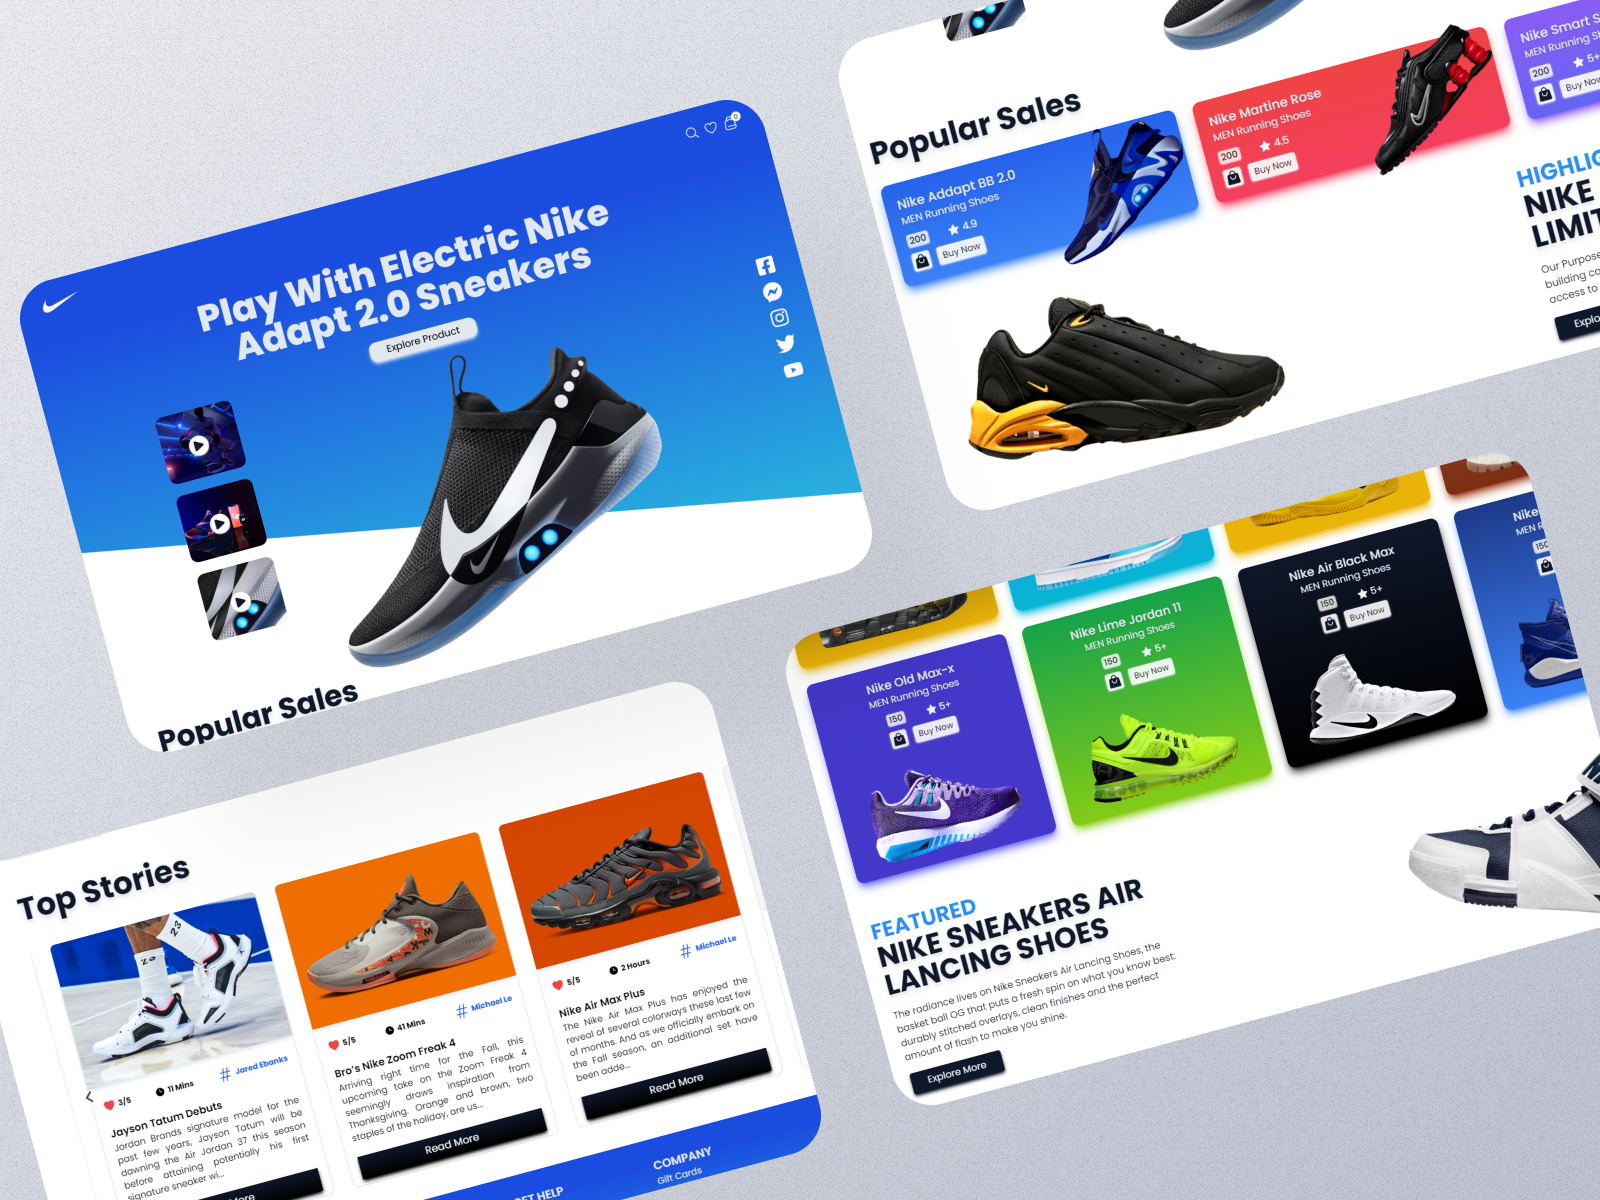 0
Play With Electric Nike
Adapt 2.0 Sneakers
Explore Product
Popular Sales
Popular Sales
Nike Addapt BB 2.0
MEN Running Shoes
200
4.9
Buy Now
Nike Martine Rose
MEN Running Shoes
200
4.5
Buy Now
Nike Smart
MEN Running
200
5+
Buy Now
NIKE
Our Purpose
building
access to
Nike Old Max-x
MEN Running Shoes
150
5+
Buy Now
Nike Lime Jordan 11
MEN Running Shoes
150
5+
Buy Now
Nike Air Black Max
MEN Running Shoes
150
5+
Buy Now
Nike
MEN
FEATURED
NIKE SNEAKERS AIR
LANCING SHOES
The radiance lives on Nike Sneakers Air Lancing Shoes, the
basket ball OG that puts a fresh spin on what you know best:
durably stitched overlays, clean finishes and the perfect
amount of flash to make you shine.
Explore More
Top Stories
23
3/5
11 Mins
Jared Ebanks
Jayson Tatum Debuts
Jordan Brands signature model for the
past few years, Jayson Tatum will be
dawning the Air Jordan 37 this season
before attaining potentially his first
signature sneaker wi...
5/5
41 Mins
Michael Le
Bro's Nike Zoom Freak 4
Arriving right time for the Fall, this
upcoming take on the Zoom Freak 4
seemingly draws inspiration from
Thanksgiving. Orange and brown, two
staples of the holiday, are us...
Read More
5/5
2 Hours
Michael Le
Nike Air Max Plus
The Nike Air Max Plus has enjoyed the
reveal of several colorways these last few
of months. And as we officially embark on
the Fall season, an additional set have
been adde...
Read More
HELP
COMPANY
Gift Cards